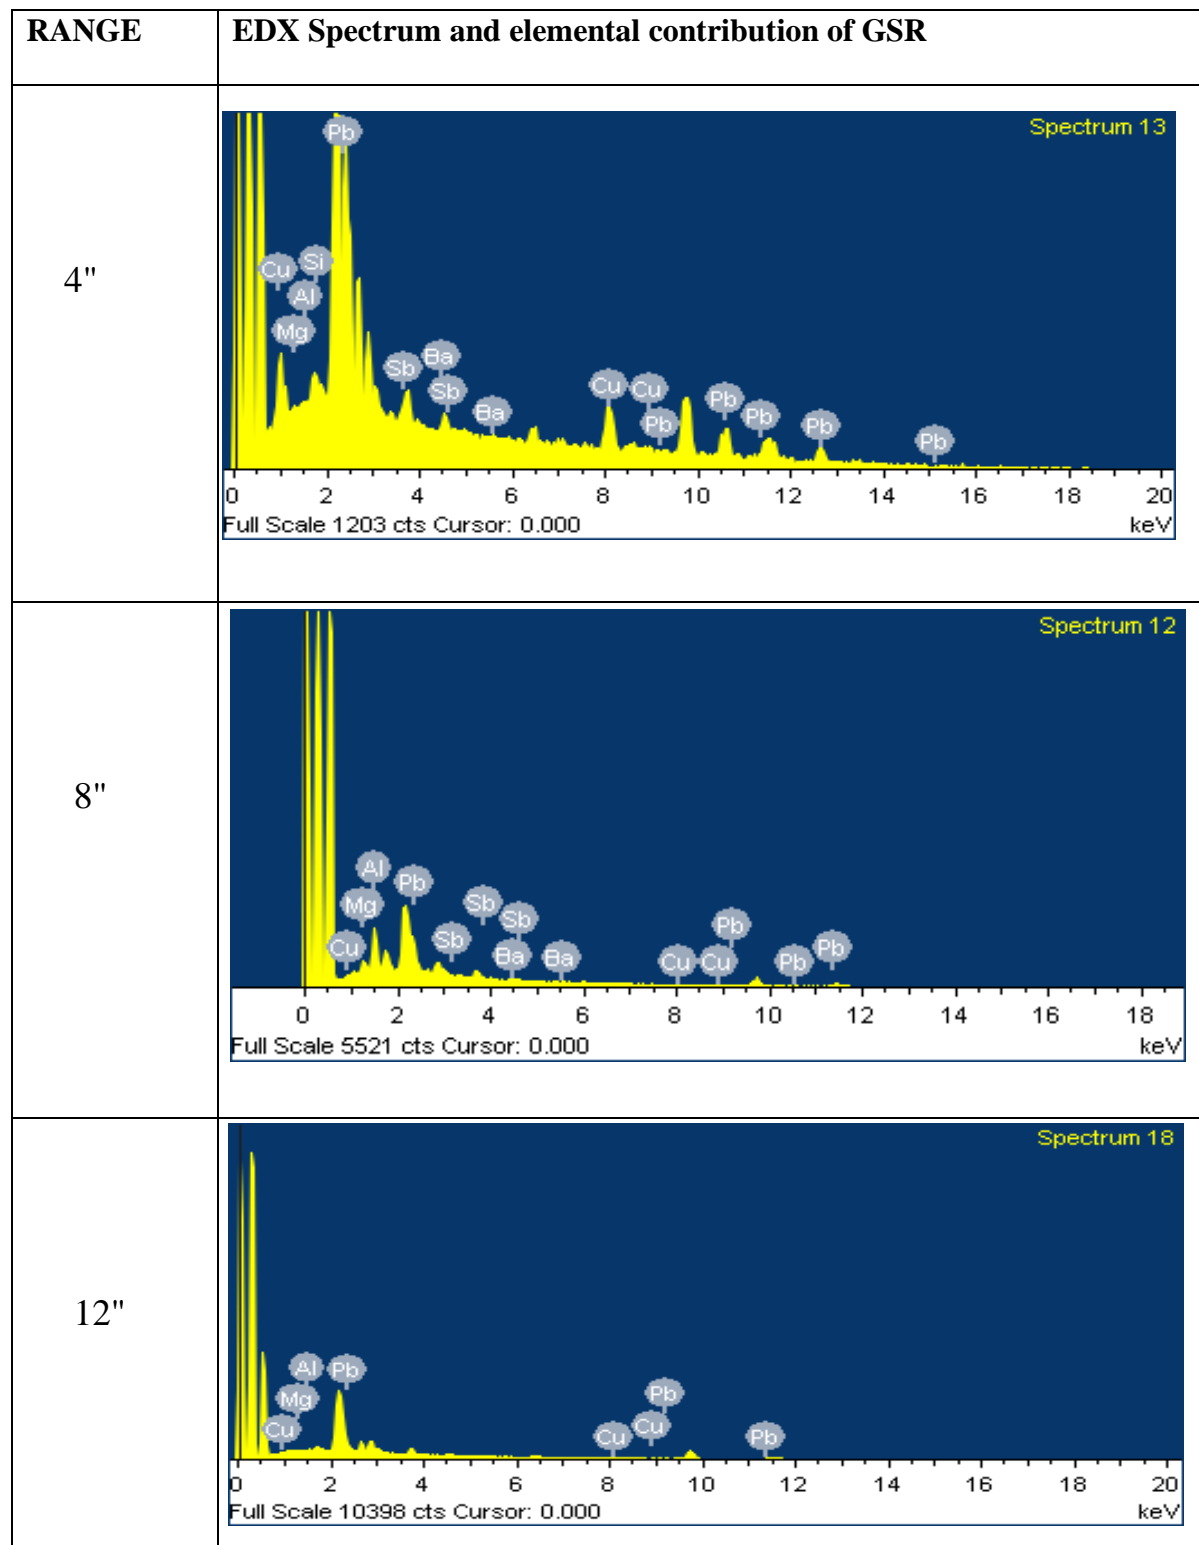 RANGE EDX Spectrum and elemental contribution of GSR
4"
Spectrum 13
Pb
Cu Si
Al
Mg
Sb Ba
Sb
Ba
Cu Cu
Pb
Pb
Pb
Pb
Pb
0 2 4 6 8 10 12 14 16 18 20
Full Scale 1203 cts Cursor: 0.000 keV
8"
Spectrum 12
Al
Pb
Mg
Cu
Sb
Sb
Sb
Ba
Ba
Cu
Cu
Pb
Pb
Pb
0 2 4 6 8 10 12 14 16 18
Full Scale 5521 cts Cursor: 0.000 keV
12"
Spectrum 18
Al Pb
Mg
Cu
Pb
Cu
Cu
Pb
0 2 4 6 8 10 12 14 16 18 20
Full Scale 10398 cts Cursor: 0.000 keV